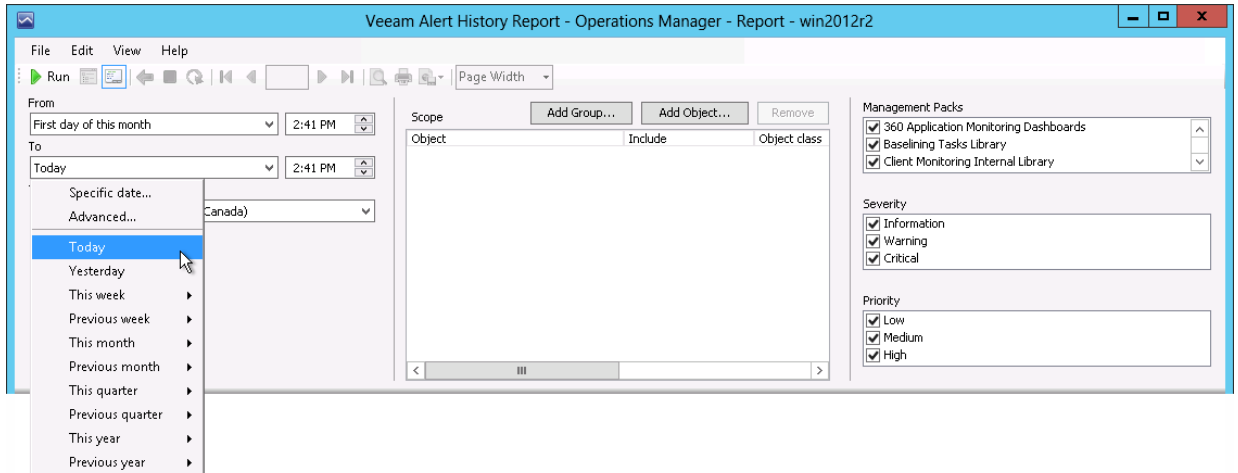 Veeam Alert History Report - Operations Manager - Report - win2012r2
File Edit View Help
Run Page Width
From
First day of this month 2:41 PM
To
Today 2:41 PM
Canada)
Specific date...
Advanced...
Today
Yesterday
This week
Previous week
This month
Previous month
This quarter
Previous quarter
This year
Previous year
Scope Add Group... Add Object... Remove
Object Include Object class
Management Packs
360 Application Monitoring Dashboards
Baselining Tasks Library
Client Monitoring Internal Library
Severity
Information
Warning
Critical
Priority
Low
Medium
High